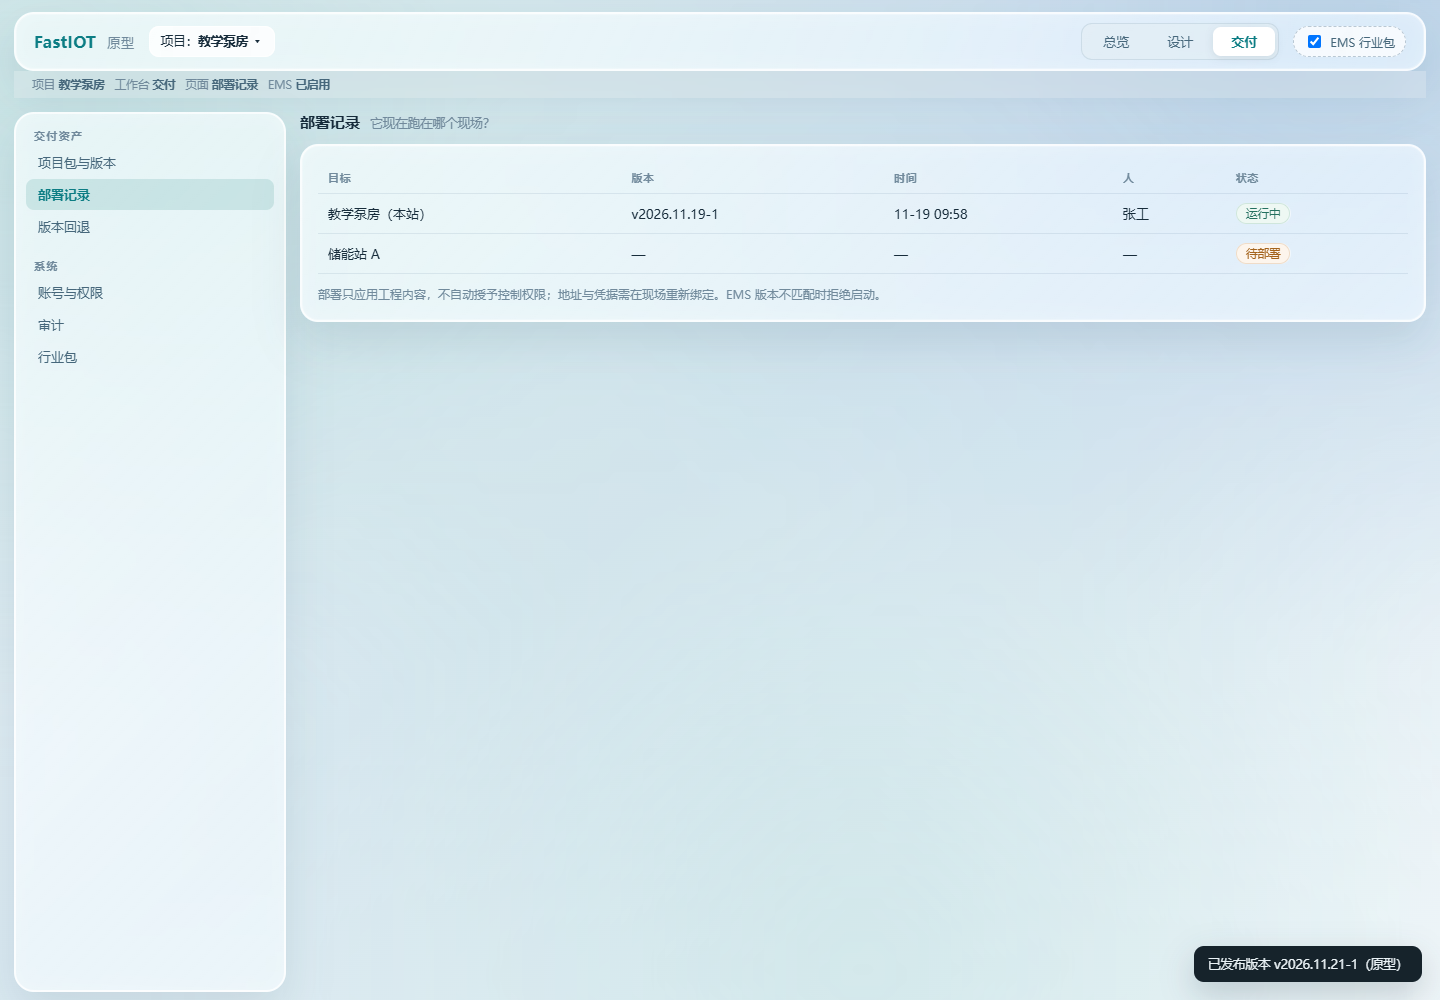 FastIOT 原型 项目：教学泵房 总览 设计 交付 EMS 行业包
项目 教学泵房 工作台 交付 页面 部署记录 EMS 已启用
交付资产
项目包与版本
部署记录
版本回退
系统
账号与权限
审计
行业包
部署记录 它现在跑在哪个现场？
目标 版本 时间 人 状态
教学泵房（本站） v2026.11.19-1 11-19 09:58 张工 运行中
储能站 A — — — 待部署
部署只应用工程内容，不自动授予控制权限；地址与凭据需在现场重新绑定。EMS 版本不匹配时拒绝启动。
已发布版本 v2026.11.21-1（原型）